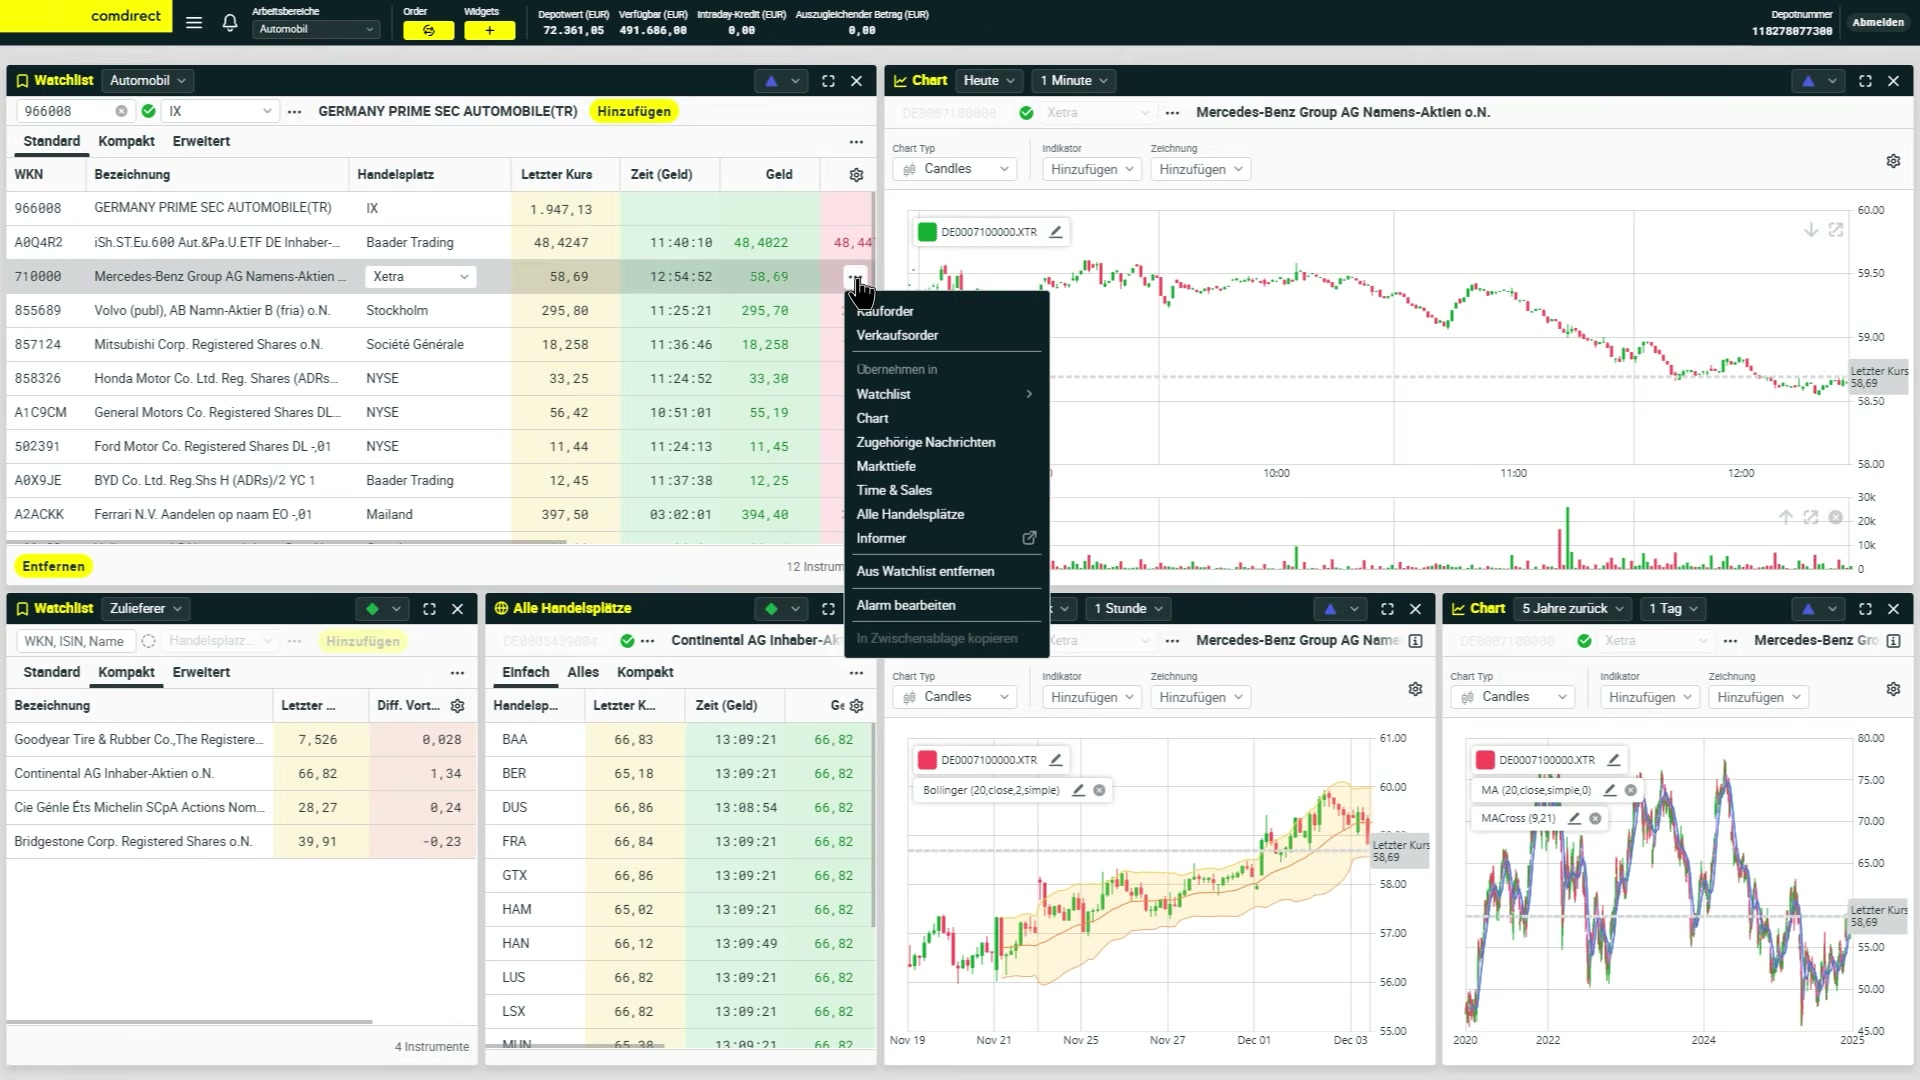 comdirect
Arbeitsbereiche
Automobil
Order
Widgets
Depotwert (EUR) Verfügbar (EUR) Intraday-Kredit (EUR) Auszugleichender Betrag (EUR)
72.361,05 491.686,00 0,00 0,00
Depotnummer
118278077300
Abmelden
Watchlist Automobil
966008 IX GERMANY PRIME SEC AUTOMOBILE(TR) Hinzufügen
Standard Kompakt Erweitert
WKN Bezeichnung Handelsplatz Letzter Kurs Zeit (Geld) Geld
966008 GERMANY PRIME SEC AUTOMOBILE(TR) IX 1.947,13
A0Q4R2 iSh.ST.Eu.600 Aut.&Pa.U.ETF DE Inhaber-... Baader Trading 48,4247 11:40:10 48,4022 48,44
710000 Mercedes-Benz Group AG Namens-Aktien ... Xetra 58,69 12:54:52 58,69
855689 Volvo (publ), AB Namn-Aktier B (fria) o.N. Stockholm 295,80 11:25:21 295,70
857124 Mitsubishi Corp. Registered Shares o.N. Société Générale 18,258 11:36:46 18,258
858326 Honda Motor Co. Ltd. Reg. Shares (ADRs... NYSE 33,25 11:24:52 33,30
A1C9CM General Motors Co. Registered Shares DL... NYSE 56,42 10:51:01 55,19
502391 Ford Motor Co. Registered Shares DL -,01 NYSE 11,44 11:24:13 11,45
A0X9JE BYD Co. Ltd. Reg.Shs H (ADRs)/2 YC 1 Baader Trading 12,45 11:37:38 12,25
A2ACKK Ferrari N.V. Aandelen op naam EO -,01 Mailand 397,50 03:02:01 394,40
Entfernen 12 Instrum
Kauforder
Verkaufsorder
Übernehmen in
Watchlist
Chart
Zugehörige Nachrichten
Markttiefe
Time & Sales
Alle Handelsplätze
Informer
Aus Watchlist entfernen
Alarm bearbeiten
In Zwischenablage kopieren
Chart Heute 1 Minute
DE0007100000 Xetra Mercedes-Benz Group AG Namens-Aktien o.N.
Chart Typ Indikator Zeichnung
Candles Hinzufügen Hinzufügen
DE0007100000.XTR
60.00
59.50
59.00
Letzter Kurs
58,69
58.50
58.00
10:00 11:00 12:00
30k
20k
10k
0
Watchlist Zulieferer
WKN, ISIN, Name Handelsplatz... Hinzufügen
Standard Kompakt Erweitert
Bezeichnung Letzter ... Diff. Vort...
Goodyear Tire & Rubber Co.,The Registere... 7,526 0,028
Continental AG Inhaber-Aktien o.N. 66,82 1,34
Cie Génle Éts Michelin SCpA Actions Nom... 28,27 0,24
Bridgestone Corp. Registered Shares o.N. 39,91 -0,23
4 Instrumente
Alle Handelsplätze
DE0005439004 Continental AG Inhaber-Ak
Einfach Alles Kompakt
Handelsp... Letzter K... Zeit (Geld) Ge
BAA 66,83 13:09:21 66,82
BER 65,18 13:09:21 66,82
DUS 66,86 13:08:54 66,82
FRA 66,84 13:09:21 66,82
GTX 66,86 13:09:21 66,82
HAM 65,02 13:09:21 66,82
HAN 66,12 13:09:49 66,82
LUS 66,82 13:09:21 66,82
LSX 66,82 13:09:21 66,82
MUN 65,38 13:09:21 66,82
1 Stunde
Xetra Mercedes-Benz Group AG Name
Chart Typ Indikator Zeichnung
Candles Hinzufügen Hinzufügen
DE0007100000.XTR
Bollinger (20,close,2,simple)
61.00
60.00
Letzter Kurs
58,69
58.00
57.00
56.00
55.00
Nov 19 Nov 21 Nov 25 Nov 27 Dec 01 Dec 03
Chart 5 Jahre zurück 1 Tag
DE0007100000 Xetra Mercedes-Benz Gro
Chart Typ Indikator Zeichnung
Candles Hinzufügen Hinzufügen
DE0007100000.XTR
MA (20,close,simple,0)
MACross (9,21)
80.00
75.00
70.00
65.00
Letzter Kurs
58,69
55.00
50.00
45.00
2020 2022 2024 2025